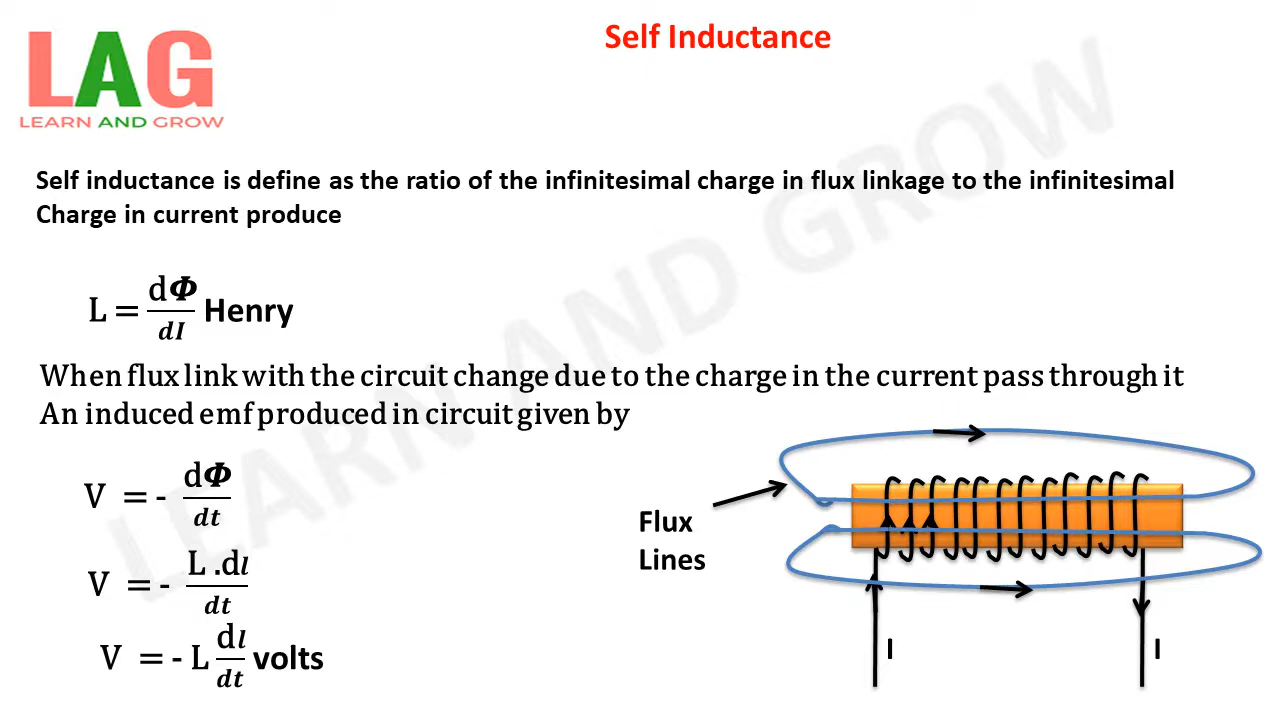 LAG
LEARN AND GROW
Self Inductance
Self inductance is define as the ratio of the infinitesimal charge in flux linkage to the infinitesimal
Charge in current produce
L = d𝜱/dI Henry
When flux link with the circuit change due to the charge in the current pass through it
An induced emf produced in circuit given by
V = - d𝜱/dt
V = - L .dI/dt
V = - L dI/dt volts
Flux
Lines
I
I
LEARN AND GROW